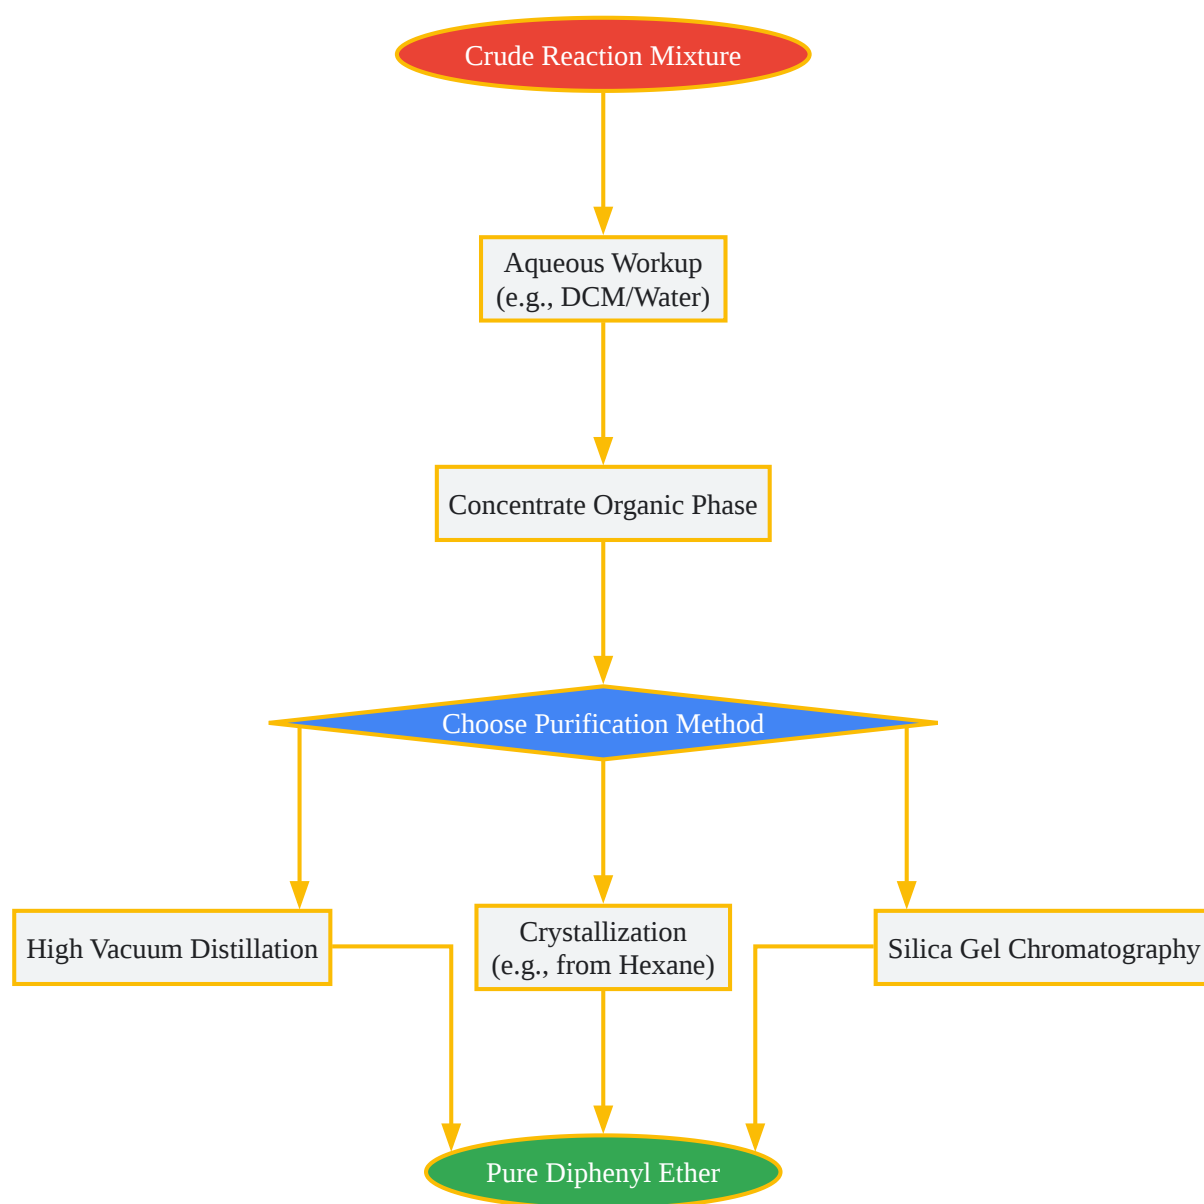 Crude Reaction Mixture
Aqueous Workup
(e.g., DCM/Water)
Concentrate Organic Phase
Choose Purification Method
High Vacuum Distillation
Crystallization
(e.g., from Hexane)
Silica Gel Chromatography
Pure Diphenyl Ether